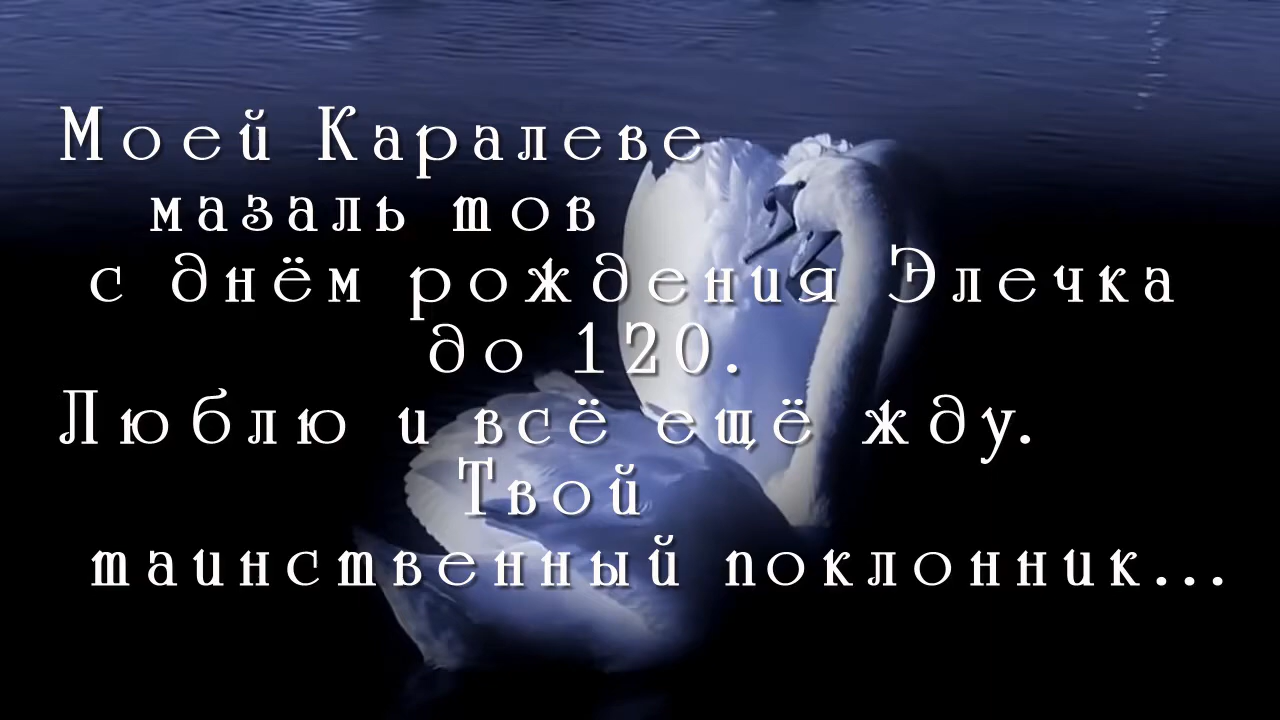 Моей Каралеве
мазаль тов
с днём рождения Элечка
до 120.
Люблю и всё ещё жду.
Твой
таинственный поклонник...